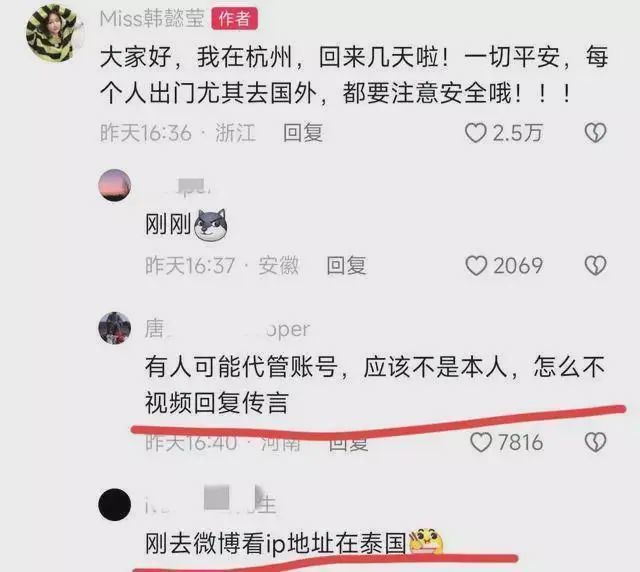 Miss韩懿莹 作者
大家好，我在杭州，回来几天啦！一切平安，每
个人出门尤其去国外，都要注意安全哦！！！
昨天16:36 · 浙江 回复 2.5万
刚刚
昨天16:37 · 安徽 回复 2069
唐 oper
有人可能代管账号，应该不是本人，怎么不
视频回复传言
昨天16:40 · 河南 回复 7816
生
刚去微博看ip地址在泰国